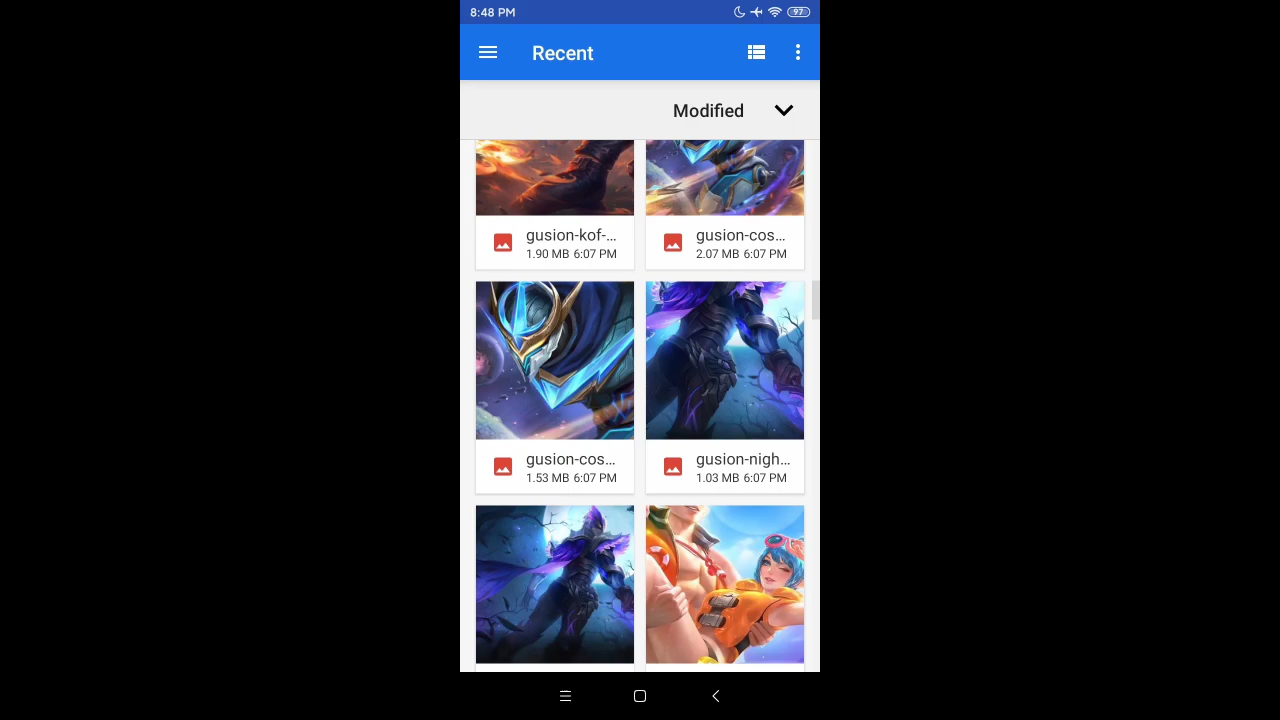 8:48 PM
97
Recent
Modified
gusion-kof-...
1.90 MB 6:07 PM
gusion-cos...
2.07 MB 6:07 PM
gusion-cos...
1.53 MB 6:07 PM
gusion-nigh...
1.03 MB 6:07 PM